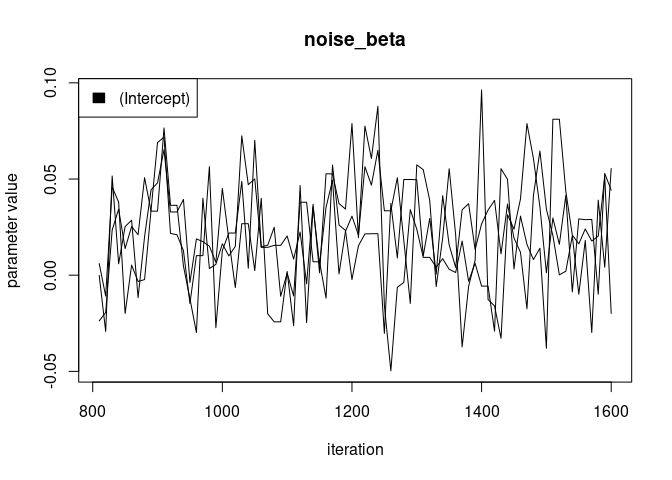 noise_beta
(Intercept)
parameter value
0.10
0.05
0.00
-0.05
800 1000 1200 1400 1600
iteration